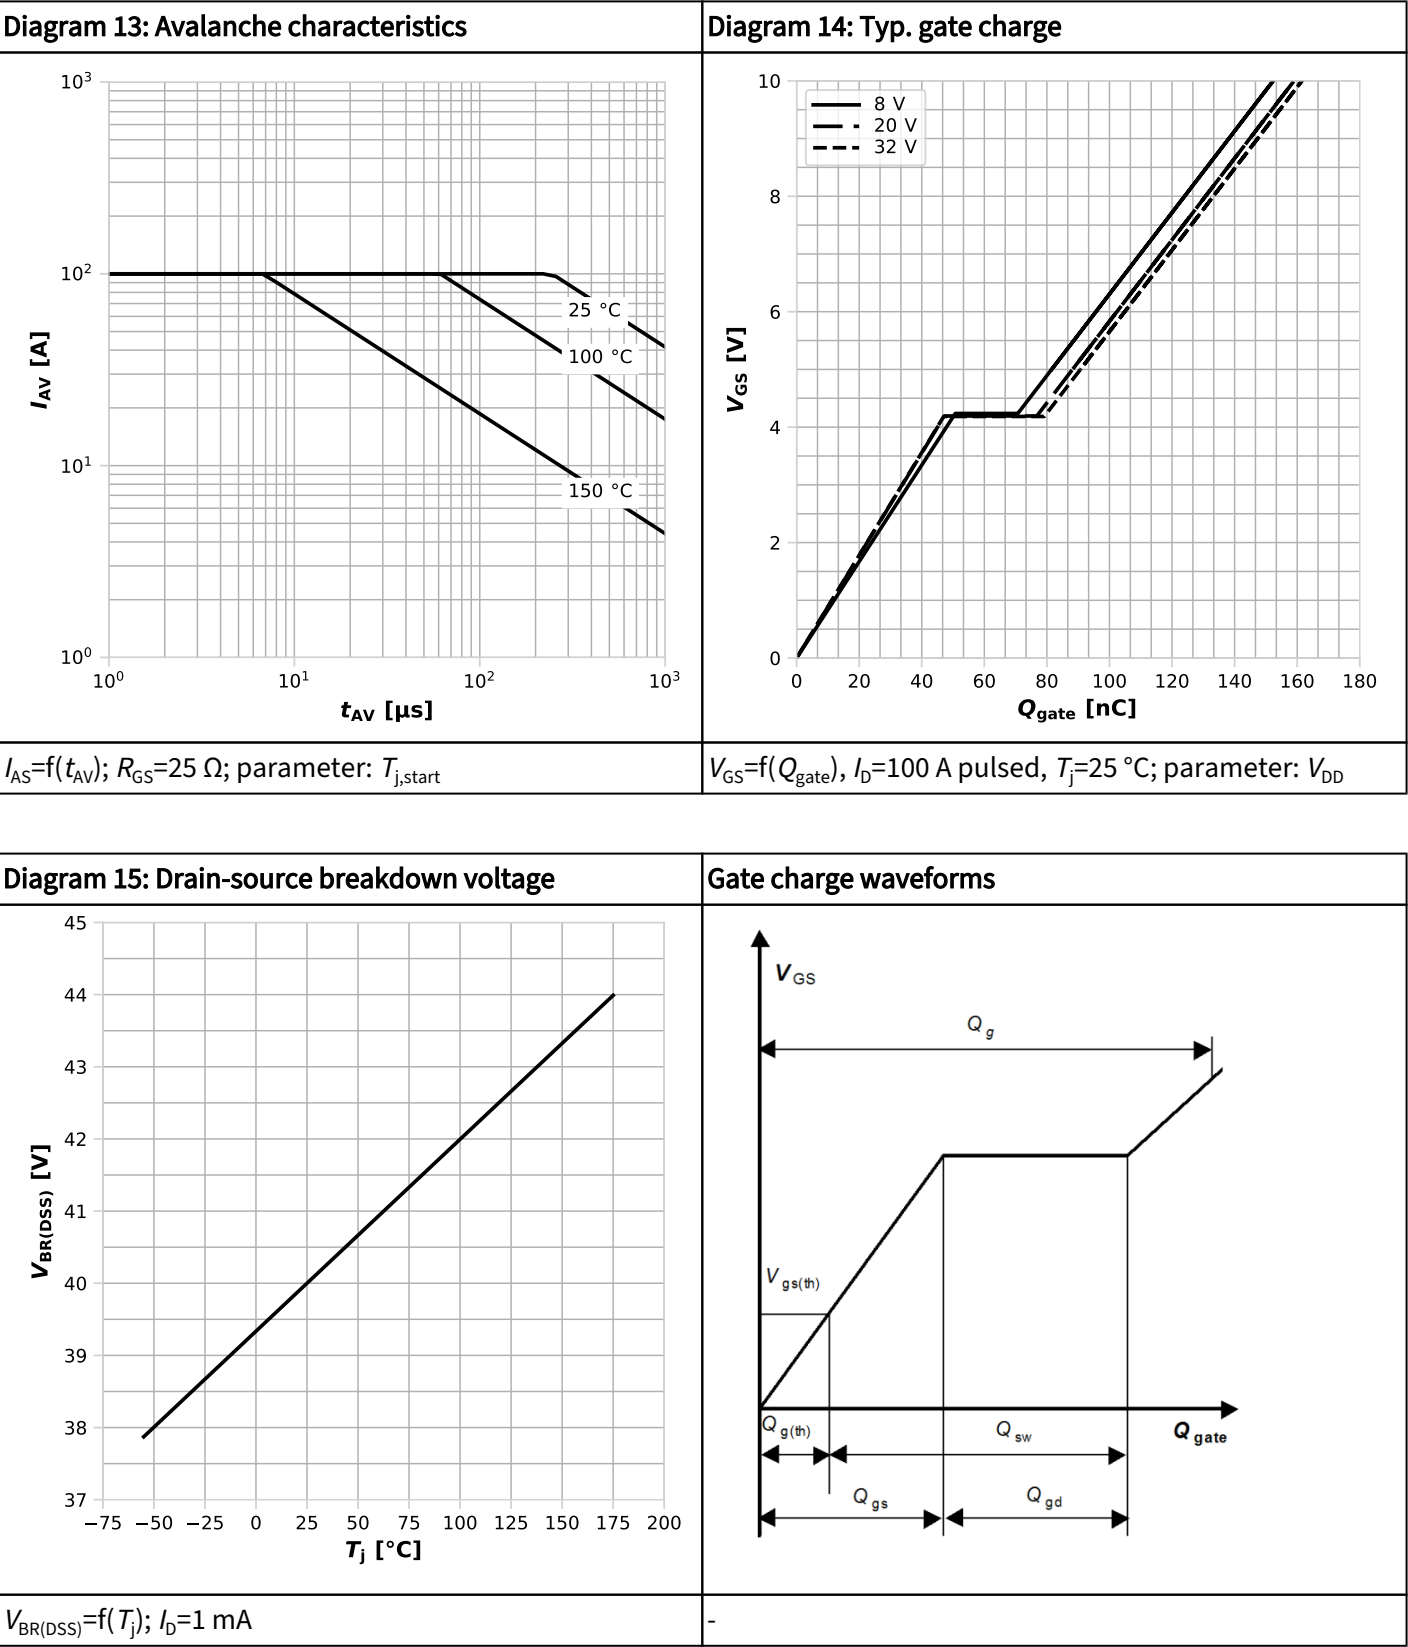 Diagram 13: Avalanche characteristics
10³
10²
10¹
10⁰
10⁰ 10¹ 10² 10³
25 °C
100 °C
150 °C
I_AV [A]
t_AV [µs]
I_AS=f(t_AV); R_GS=25 Ω; parameter: T_j,start
Diagram 14: Typ. gate charge
8 V
20 V
32 V
10
8
6
4
2
0
0 20 40 60 80 100 120 140 160 180
V_GS [V]
Q_gate [nC]
V_GS=f(Q_gate), I_D=100 A pulsed, T_j=25 °C; parameter: V_DD
Diagram 15: Drain-source breakdown voltage
45
44
43
42
41
40
39
38
37
−75 −50 −25 0 25 50 75 100 125 150 175 200
V_BR(DSS) [V]
T_j [°C]
V_BR(DSS)=f(T_j); I_D=1 mA
Gate charge waveforms
V_GS
Q_g
V_gs(th)
Q_g(th)
Q_sw
Q_gate
Q_gs
Q_gd
-